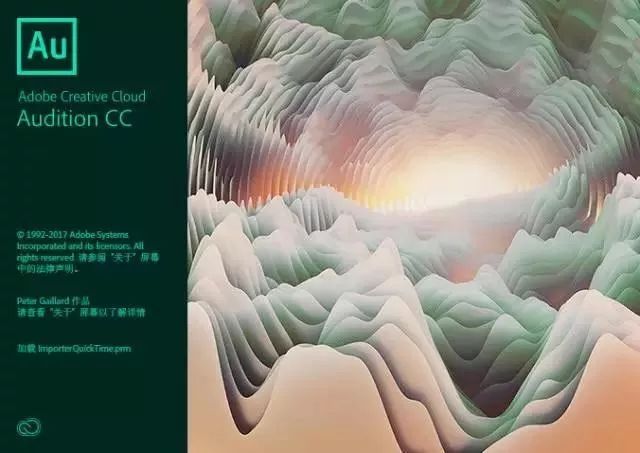 Au
Adobe Creative Cloud
Audition CC
© 1992-2017 Adobe Systems
Incorporated and its licensors. All
rights reserved 请参阅“关于”屏幕
中的法律声明。
Peter Gaillard 作品
请查看“关于”屏幕以了解详情
加载 ImporterQuickTime.prm